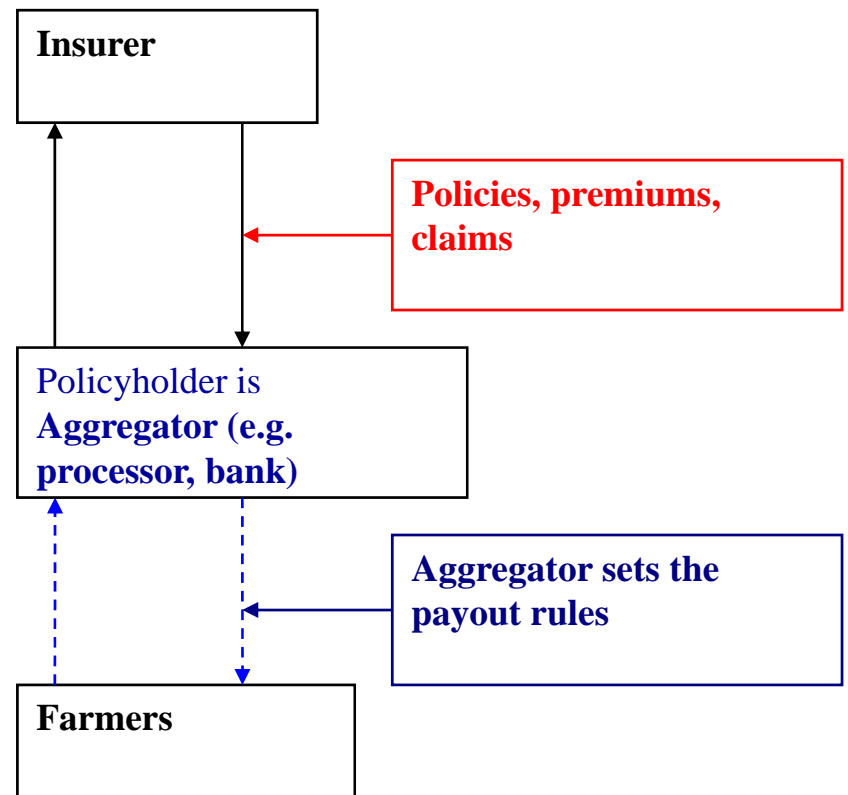 Insurer
Policies, premiums,
claims
Policyholder is
Aggregator (e.g.
processor, bank)
Aggregator sets the
payout rules
Farmers